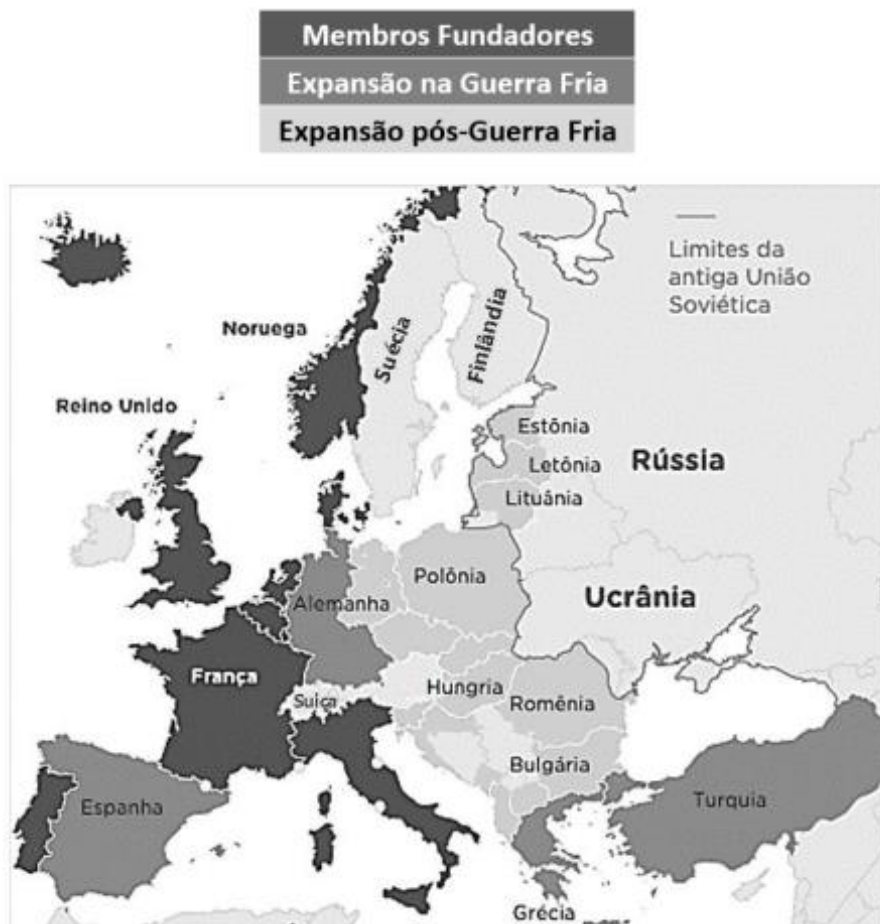 Membros Fundadores
Expansão na Guerra Fria
Expansão pós-Guerra Fria
Limites da
antiga União
Soviética
Noruega
Suécia
Finlândia
Reino Unido
Estônia
Letônia
Lituânia
Rússia
Polônia
Alemanha
Ucrânia
França
Suiça
Hungria
Romênia
Bulgária
Espanha
Turquia
Grécia